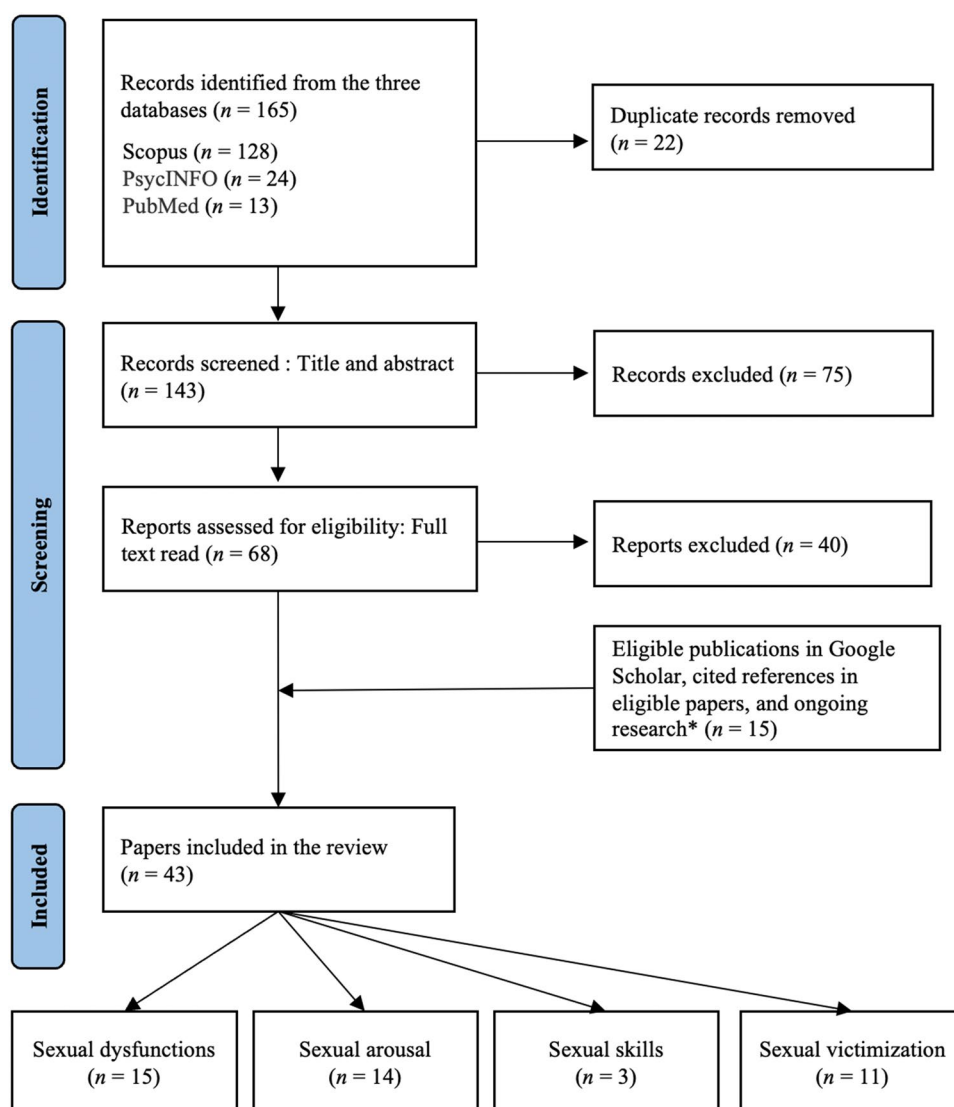 Identification
Records identified from the three
databases (n = 165)
Scopus (n = 128)
PsycINFO (n = 24)
PubMed (n = 13)
Duplicate records removed
(n = 22)
Screening
Records screened : Title and abstract
(n = 143)
Records excluded (n = 75)
Reports assessed for eligibility: Full
text read (n = 68)
Reports excluded (n = 40)
Eligible publications in Google
Scholar, cited references in
eligible papers, and ongoing
research* (n = 15)
Included
Papers included in the review
(n = 43)
Sexual dysfunctions
(n = 15)
Sexual arousal
(n = 14)
Sexual skills
(n = 3)
Sexual victimization
(n = 11)